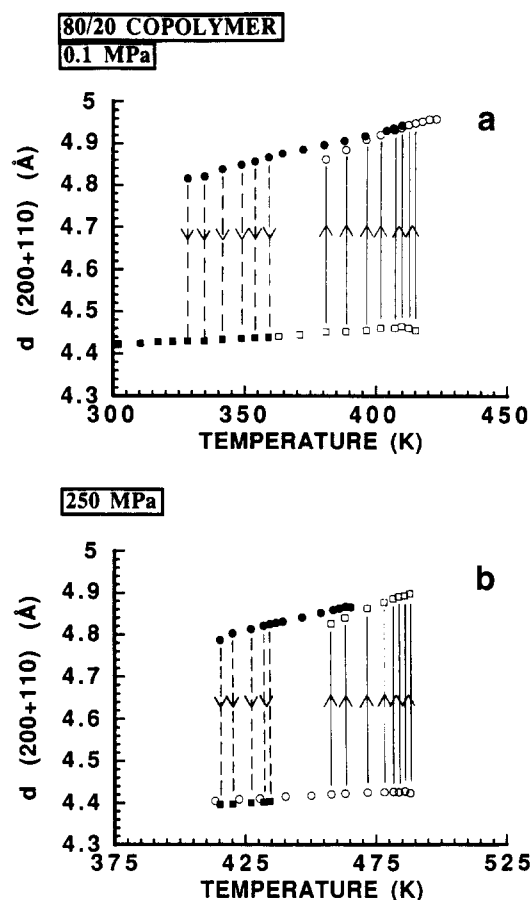 80/20 COPOLYMER
0.1 MPa
a
5
4.9
4.8
4.7
4.6
4.5
4.4
4.3
d (200+110) (Å)
300 350 400 450
TEMPERATURE (K)
250 MPa
b
5
4.9
4.8
4.7
4.6
4.5
4.4
4.3
d (200+110) (Å)
375 425 475 525
TEMPERATURE (K)